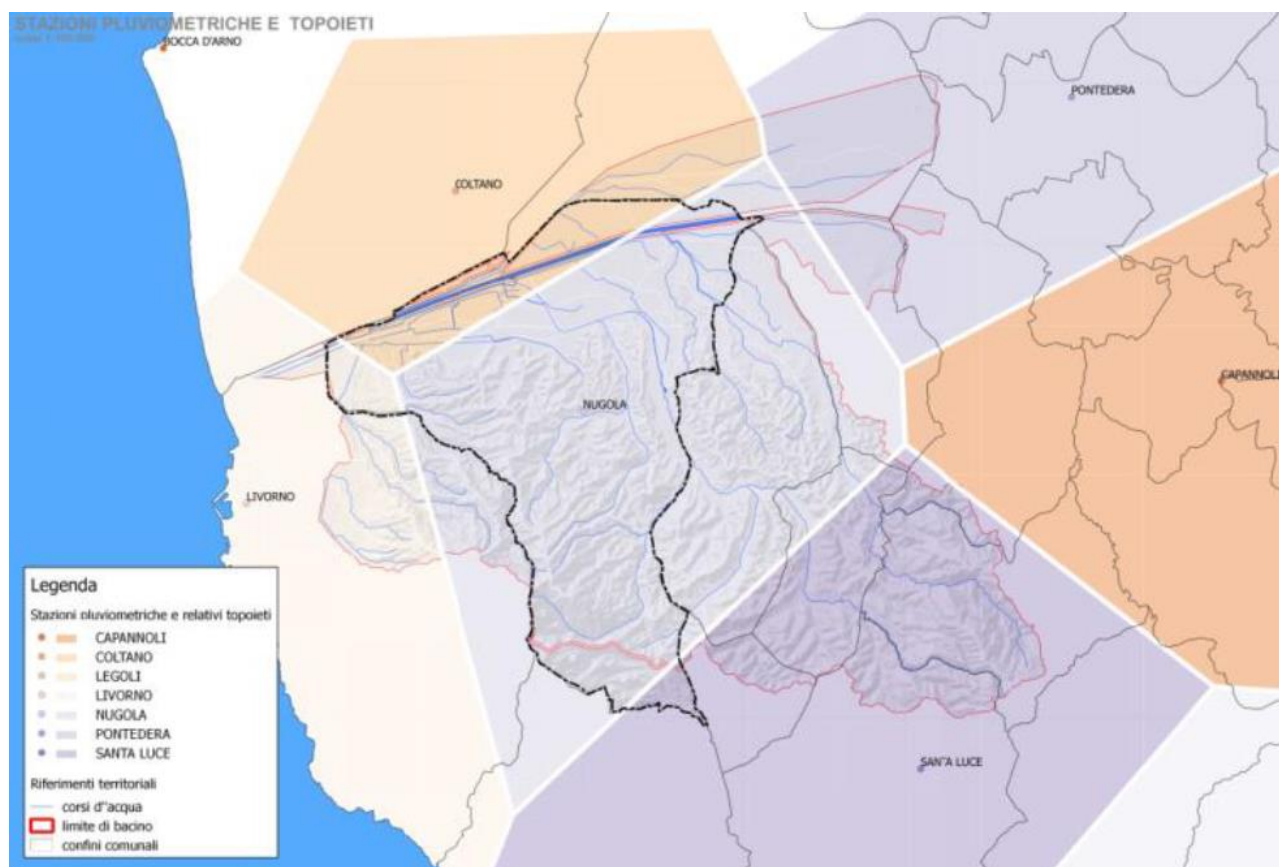 STAZIONI PLUVIOMETRICHE E TOPOIETI
BOCCA D'ARNO
PONTEDERA
COLTANO
CAPANNOLI
NUGOLA
LIVORNO
SANTA LUCE
Legenda
Stazioni pluviometriche e relativi topoieti
CAPANNOLI
COLTANO
LEGOLI
LIVORNO
NUGOLA
PONTEDERA
SANTA LUCE
Riferimenti territoriali
corsi d''acqua
limite di bacino
confini comunali